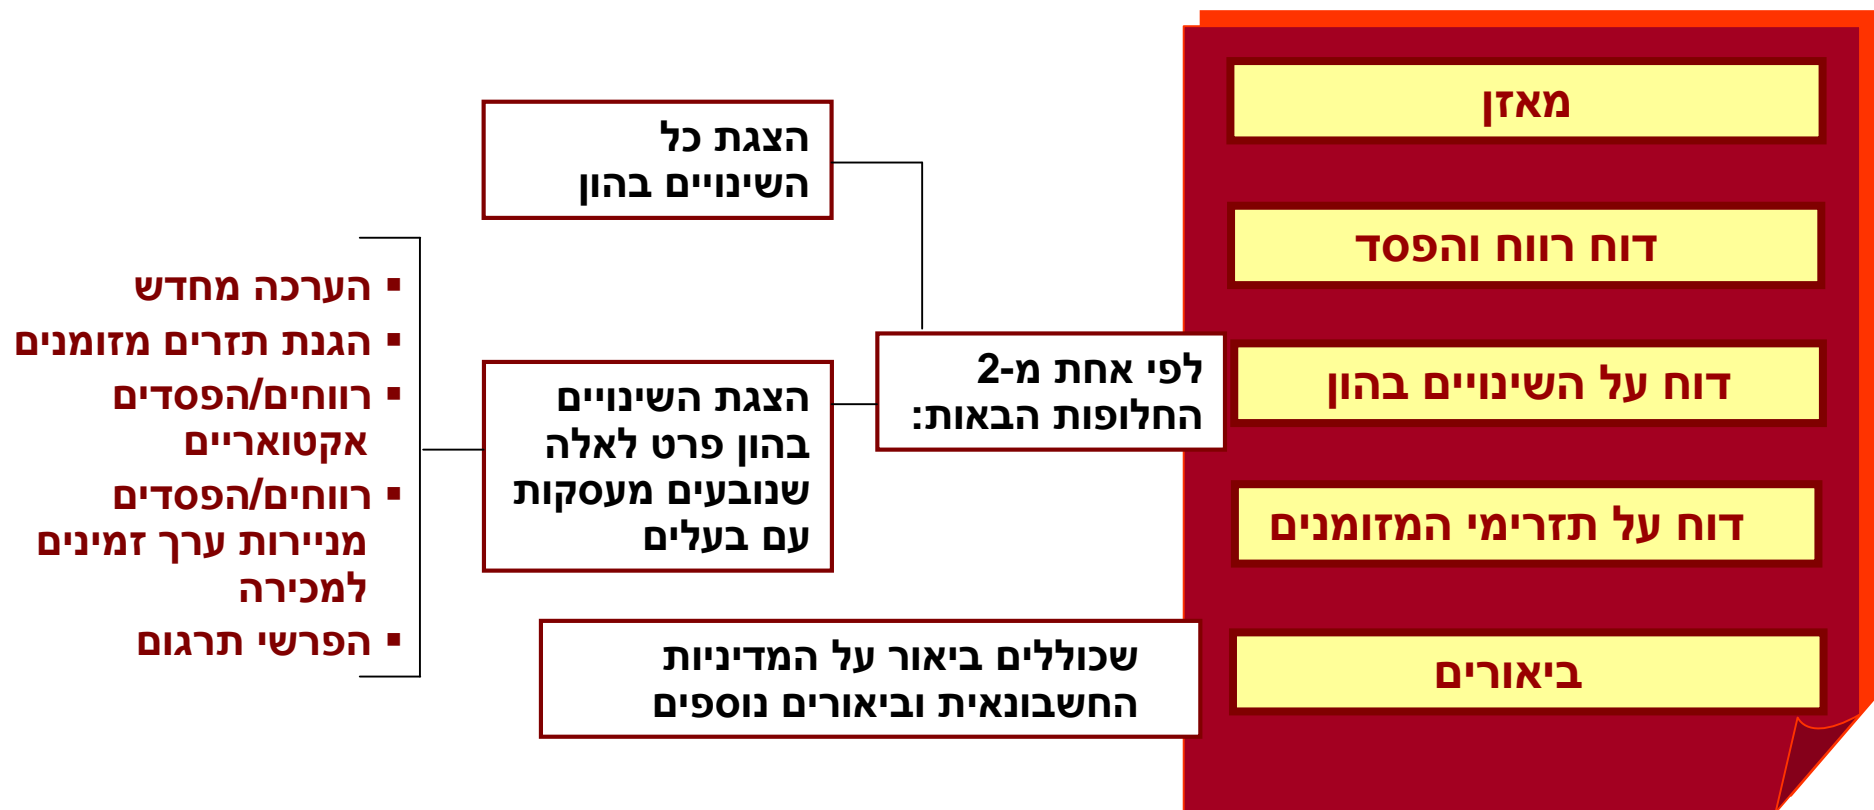 מאזן
דוח רווח והפסד
דוח על השינויים בהון
לפי אחת מ-2
החלופות הבאות:
הצגת כל
השינויים בהון
הצגת השינויים
בהון פרט לאלה
שנובעים מעסקות
עם בעלים
▪ הערכה מחדש
▪ הגנת תזרים מזומנים
▪ רווחים/הפסדים
אקטואריים
▪ רווחים/הפסדים
מניירות ערך זמינים
למכירה
▪ הפרשי תרגום
דוח על תזרימי המזומנים
ביאורים
שכוללים ביאור על המדיניות
החשבונאית וביאורים נוספים